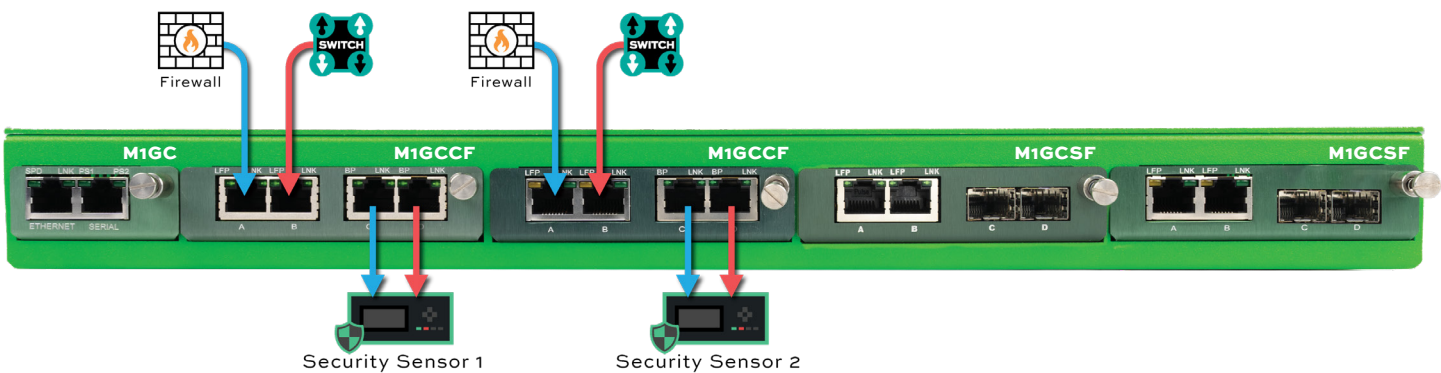 SWITCH
SWITCH
Firewall
Firewall
M1GC
M1GCCF
M1GCCF
M1GCSF
M1GCSF
SPD LNK PS1 PS2
LFP LNK LFP LNK
BP LNK BP LNK
LFP LNK LFP LNK
BP LNK BP LNK
LFP LNK LFP LNK
LFP LNK LFP LNK
ETHERNET SERIAL
A B
C D
A B
C D
A B
C D
A B
C D
Security Sensor 1
Security Sensor 2